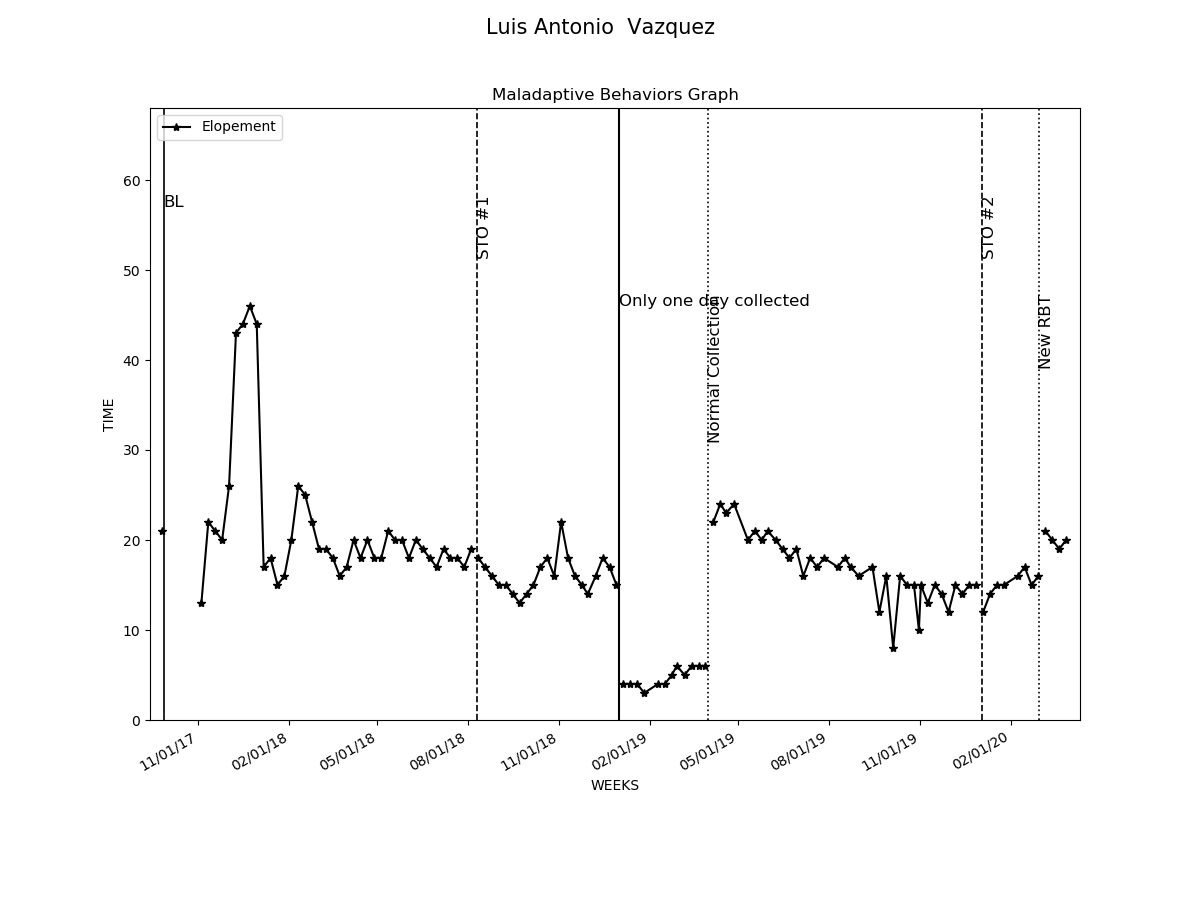 Luis Antonio  Vazquez
Maladaptive Behaviors Graph
Elopement
BL
STO #1
Only one day collected
Normal Collection
STO #2
New RBT
TIME
60
50
40
30
20
10
0
11/01/17
02/01/18
05/01/18
08/01/18
11/01/18
02/01/19
05/01/19
08/01/19
11/01/19
02/01/20
WEEKS